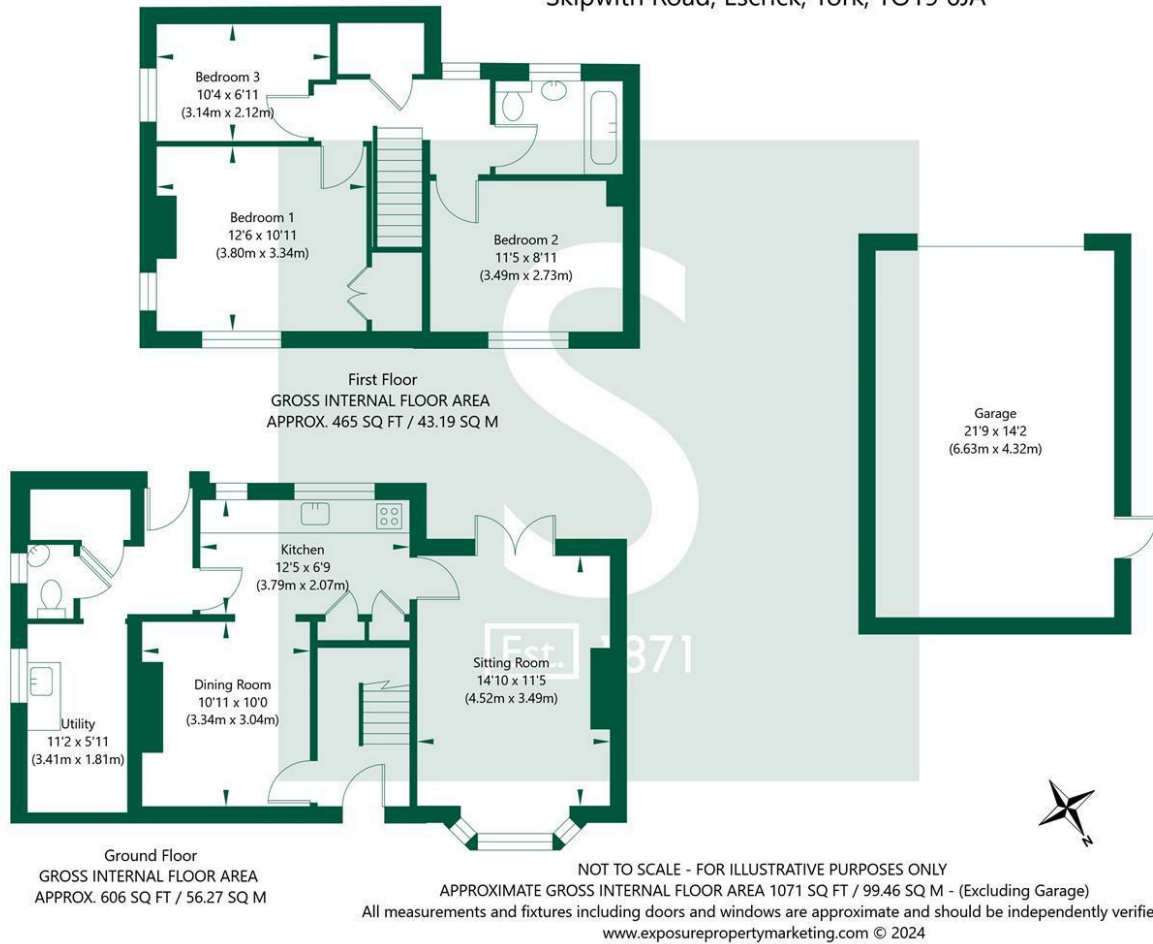 Skipwith Road, Escrick, York, YO19 6JA
Bedroom 3
10'4 x 6'11
(3.14m x 2.12m)
Bedroom 1
12'6 x 10'11
(3.80m x 3.34m)
Bedroom 2
11'5 x 8'11
(3.49m x 2.73m)
First Floor
GROSS INTERNAL FLOOR AREA
APPROX. 465 SQ FT / 43.19 SQ M
Garage
21'9 x 14'2
(6.63m x 4.32m)
S
Est. 1871
Kitchen
12'5 x 6'9
(3.79m x 2.07m)
Sitting Room
14'10 x 11'5
(4.52m x 3.49m)
Dining Room
10'11 x 10'0
(3.34m x 3.04m)
Utility
11'2 x 5'11
(3.41m x 1.81m)
N
Ground Floor
GROSS INTERNAL FLOOR AREA
APPROX. 606 SQ FT / 56.27 SQ M
NOT TO SCALE - FOR ILLUSTRATIVE PURPOSES ONLY
APPROXIMATE GROSS INTERNAL FLOOR AREA 1071 SQ FT / 99.46 SQ M - (Excluding Garage)
All measurements and fixtures including doors and windows are approximate and should be independently verifie
www.exposurepropertymarketing.com © 2024